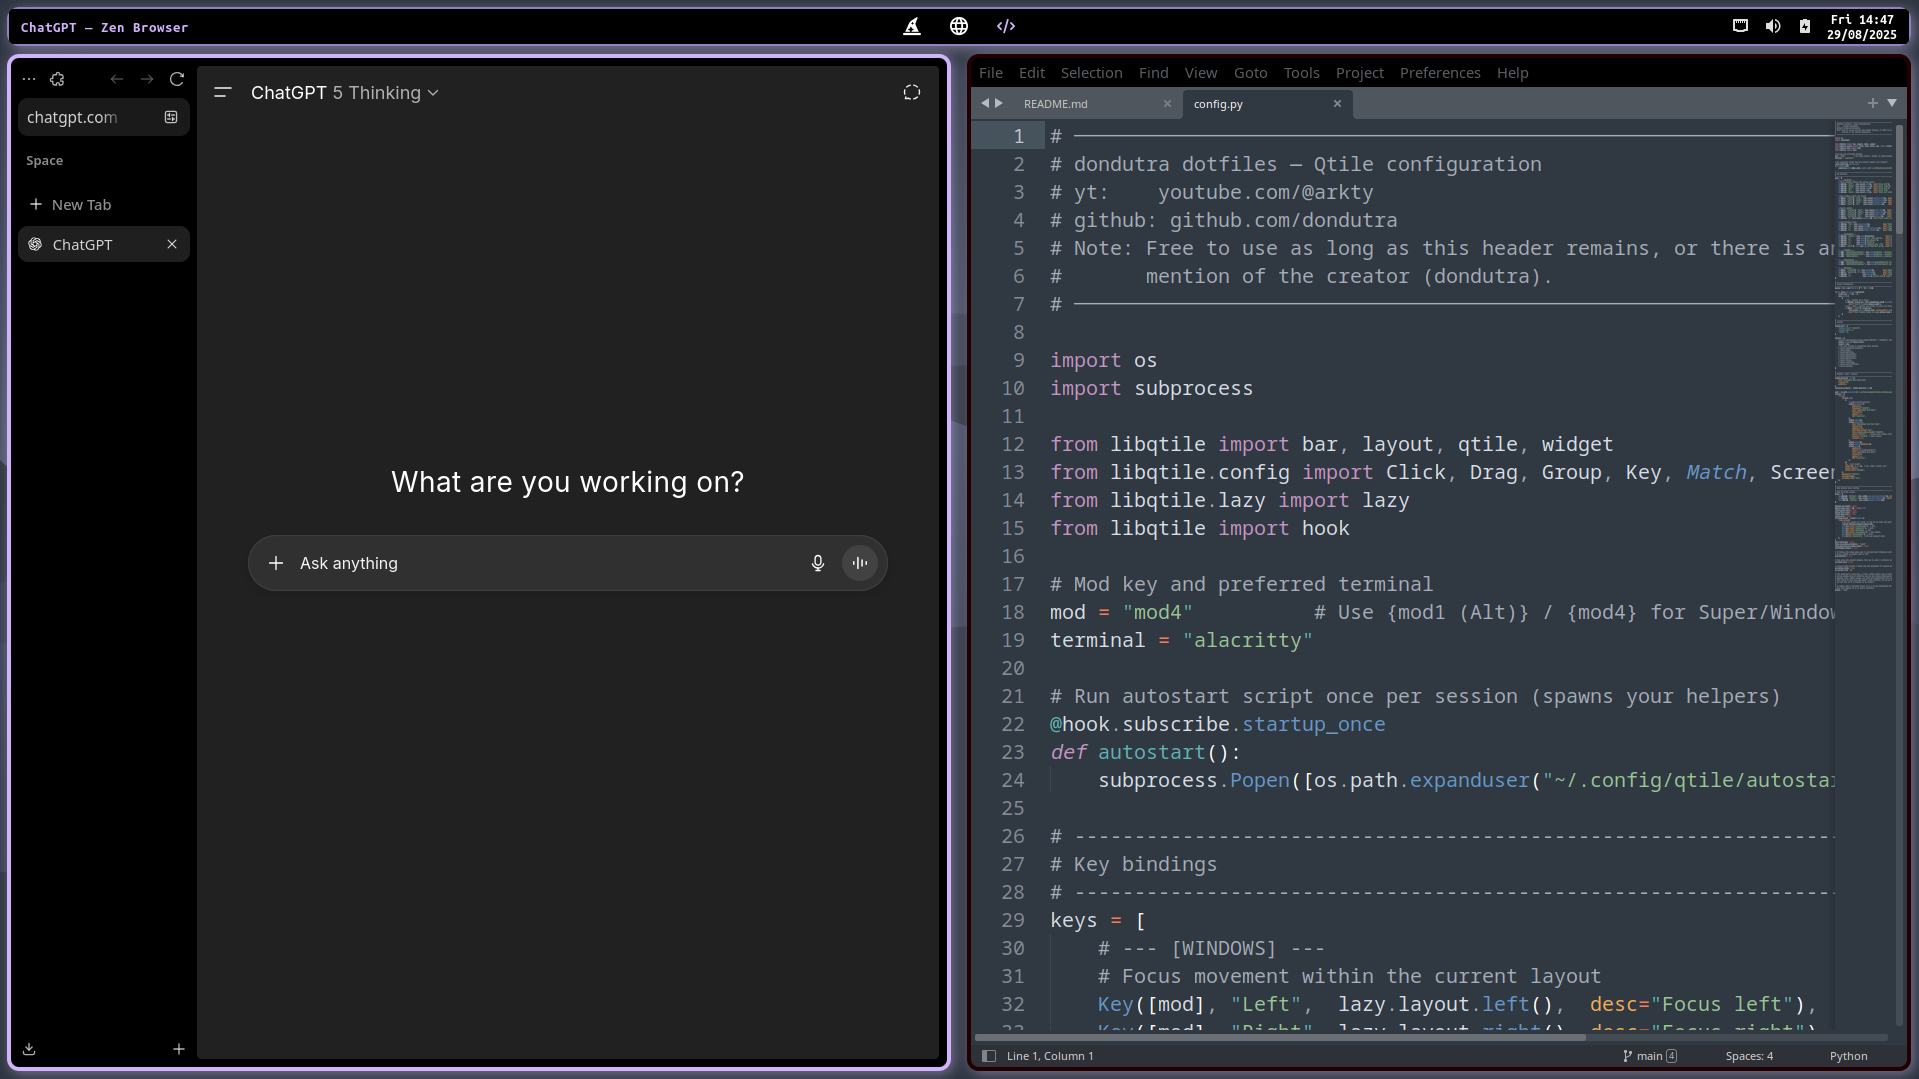 ChatGPT — Zen Browser
Fri 14:47
29/08/2025
chatgpt.com
Space
New Tab
ChatGPT
ChatGPT 5 Thinking
What are you working on?
Ask anything
File Edit Selection Find View Goto Tools Project Preferences Help
README.md
config.py
1 # ──────────────────────────────
2 # dondutra dotfiles — Qtile configuration
3 # yt:    youtube.com/@arkty
4 # github: github.com/dondutra
5 # Note: Free to use as long as this header remains, or there is
6 #       mention of the creator (dondutra).
7 # ──────────────────────────────
8
9 import os
10 import subprocess
11
12 from libqtile import bar, layout, qtile, widget
13 from libqtile.config import Click, Drag, Group, Key, Match, Screen
14 from libqtile.lazy import lazy
15 from libqtile import hook
16
17 # Mod key and preferred terminal
18 mod = "mod4"          # Use {mod1 (Alt)} / {mod4} for Super/Window
19 terminal = "alacritty"
20
21 # Run autostart script once per session (spawns your helpers)
22 @hook.subscribe.startup_once
23 def autostart():
24     subprocess.Popen([os.path.expanduser("~/.config/qtile/autostar
25
26 # ----------------------------------------------------------------
27 # Key bindings
28 # ----------------------------------------------------------------
29 keys = [
30     # --- [WINDOWS] ---
31     # Focus movement within the current layout
32     Key([mod], "Left",  lazy.layout.left(),  desc="Focus left"),
33     Key([mod], "Right", lazy.layout.right(), desc="Focus right"),
Line 1, Column 1
main 4
Spaces: 4
Python